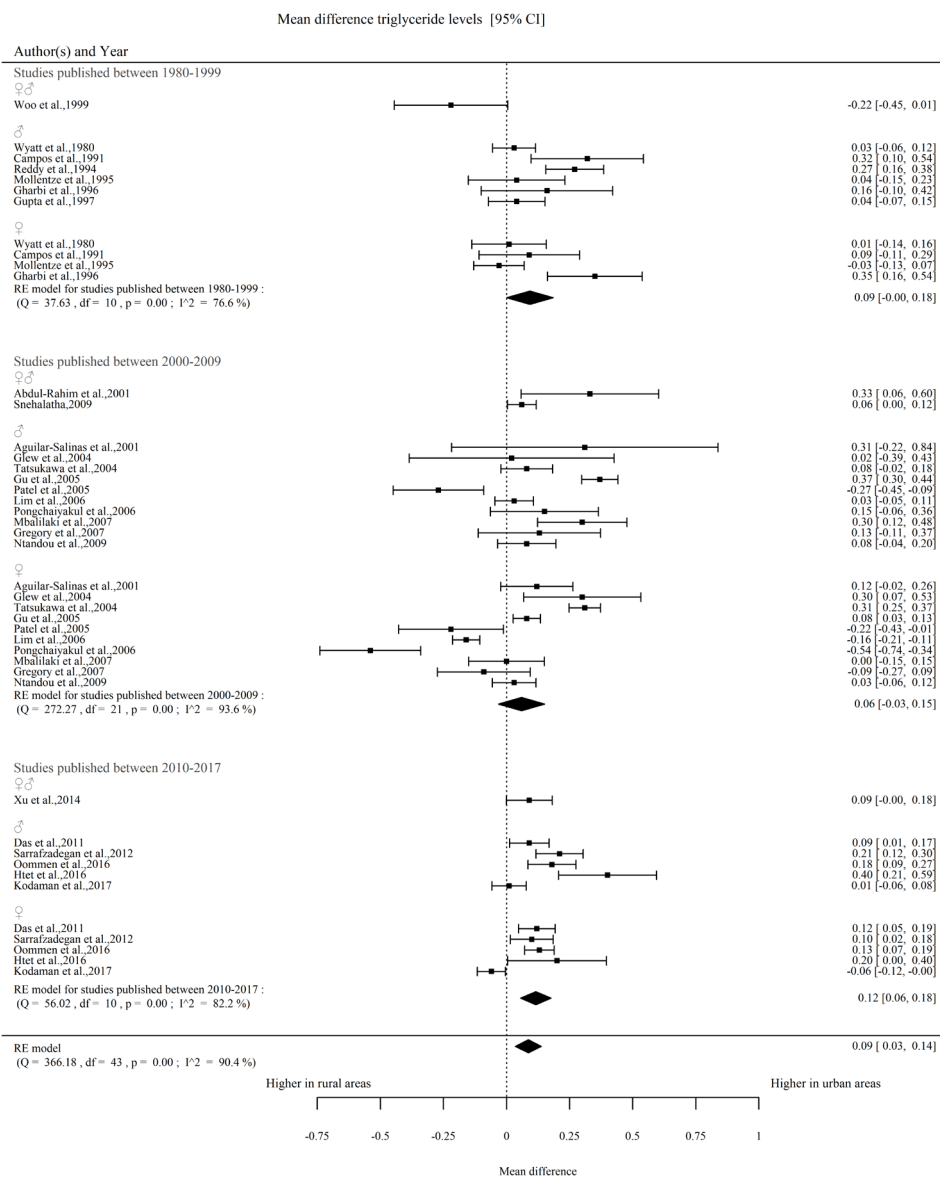 Mean difference triglyceride levels [95% CI]
Author(s) and Year
Studies published between 1980-1999
♀♂
Woo et al.,1999 -0.22 [-0.45, 0.01]
♂
Wyatt et al.,1980 0.03 [-0.06, 0.12]
Campos et al.,1991 0.32 [ 0.10, 0.54]
Reddy et al.,1994 0.27 [ 0.16, 0.38]
Mollentze et al.,1995 0.04 [-0.15, 0.23]
Gharbi et al.,1996 0.16 [-0.10, 0.42]
Gupta et al.,1997 0.04 [-0.07, 0.15]
♀
Wyatt et al.,1980 0.01 [-0.14, 0.16]
Campos et al.,1991 0.09 [-0.11, 0.29]
Mollentze et al.,1995 -0.03 [-0.13, 0.07]
Gharbi et al.,1996 0.35 [ 0.16, 0.54]
RE model for studies published between 1980-1999 :
(Q = 37.63 , df = 10 , p = 0.00 ; I^2 = 76.6 %) 0.09 [-0.00, 0.18]
Studies published between 2000-2009
♀♂
Abdul-Rahim et al.,2001 0.33 [ 0.06, 0.60]
Snehalatha,2009 0.06 [ 0.00, 0.12]
♂
Aguilar-Salinas et al.,2001 0.31 [-0.22, 0.84]
Glew et al.,2004 0.02 [-0.39, 0.43]
Tatsukawa et al.,2004 0.08 [-0.02, 0.18]
Gu et al.,2005 0.37 [ 0.30, 0.44]
Patel et al.,2005 -0.27 [-0.45, -0.09]
Lim et al.,2006 0.03 [-0.05, 0.11]
Pongchaiyakul et al.,2006 0.15 [-0.06, 0.36]
Mbalilaki et al.,2007 0.30 [ 0.12, 0.48]
Gregory et al.,2007 0.13 [-0.11, 0.37]
Ntandou et al.,2009 0.08 [-0.04, 0.20]
♀
Aguilar-Salinas et al.,2001 0.12 [-0.02, 0.26]
Glew et al.,2004 0.30 [ 0.07, 0.53]
Tatsukawa et al.,2004 0.31 [ 0.25, 0.37]
Gu et al.,2005 0.08 [ 0.03, 0.13]
Patel et al.,2005 -0.22 [-0.43, -0.01]
Lim et al.,2006 -0.16 [-0.21, -0.11]
Pongchaiyakul et al.,2006 -0.54 [-0.74, -0.34]
Mbalilaki et al.,2007 0.00 [-0.15, 0.15]
Gregory et al.,2007 -0.09 [-0.27, 0.09]
Ntandou et al.,2009 0.03 [-0.06, 0.12]
RE model for studies published between 2000-2009 :
(Q = 272.27 , df = 21 , p = 0.00 ; I^2 = 93.6 %) 0.06 [-0.03, 0.15]
Studies published between 2010-2017
♀♂
Xu et al.,2014 0.09 [-0.00, 0.18]
♂
Das et al.,2011 0.09 [ 0.01, 0.17]
Sarrafzadegan et al.,2012 0.21 [ 0.12, 0.30]
Oommen et al.,2016 0.18 [ 0.09, 0.27]
Htet et al.,2016 0.40 [ 0.21, 0.59]
Kodaman et al.,2017 0.01 [-0.06, 0.08]
♀
Das et al.,2011 0.12 [ 0.05, 0.19]
Sarrafzadegan et al.,2012 0.10 [ 0.02, 0.18]
Oommen et al.,2016 0.13 [ 0.07, 0.19]
Htet et al.,2016 0.20 [ 0.00, 0.40]
Kodaman et al.,2017 -0.06 [-0.12, -0.00]
RE model for studies published between 2010-2017 :
(Q = 56.02 , df = 10 , p = 0.00 ; I^2 = 82.2 %) 0.12 [0.06, 0.18]
RE model 0.09 [ 0.03, 0.14]
(Q = 366.18 , df = 43 , p = 0.00 ; I^2 = 90.4 %)
Higher in rural areas Higher in urban areas
-0.75 -0.5 -0.25 0 0.25 0.5 0.75 1
Mean difference